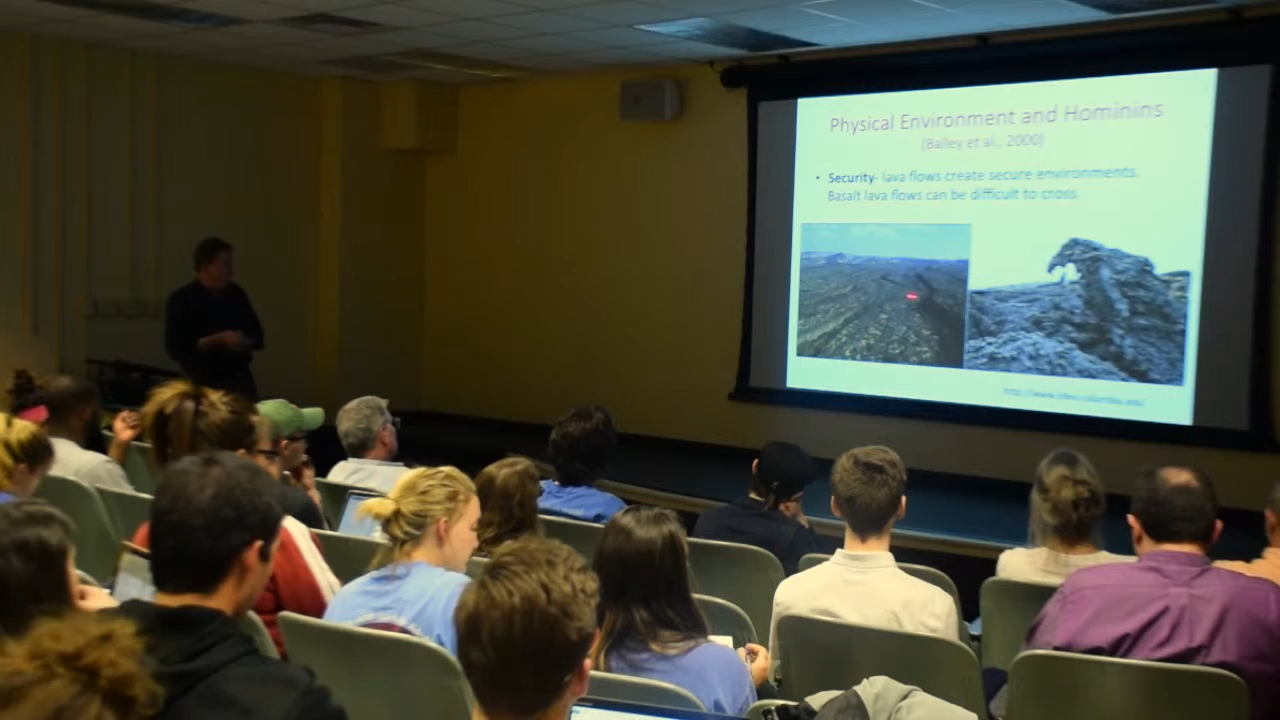 Physical Environment and Hominins
(Bailey et al., 2000)
• Security- lava flows create secure environments.
Basalt lava flows can be difficult to cross.